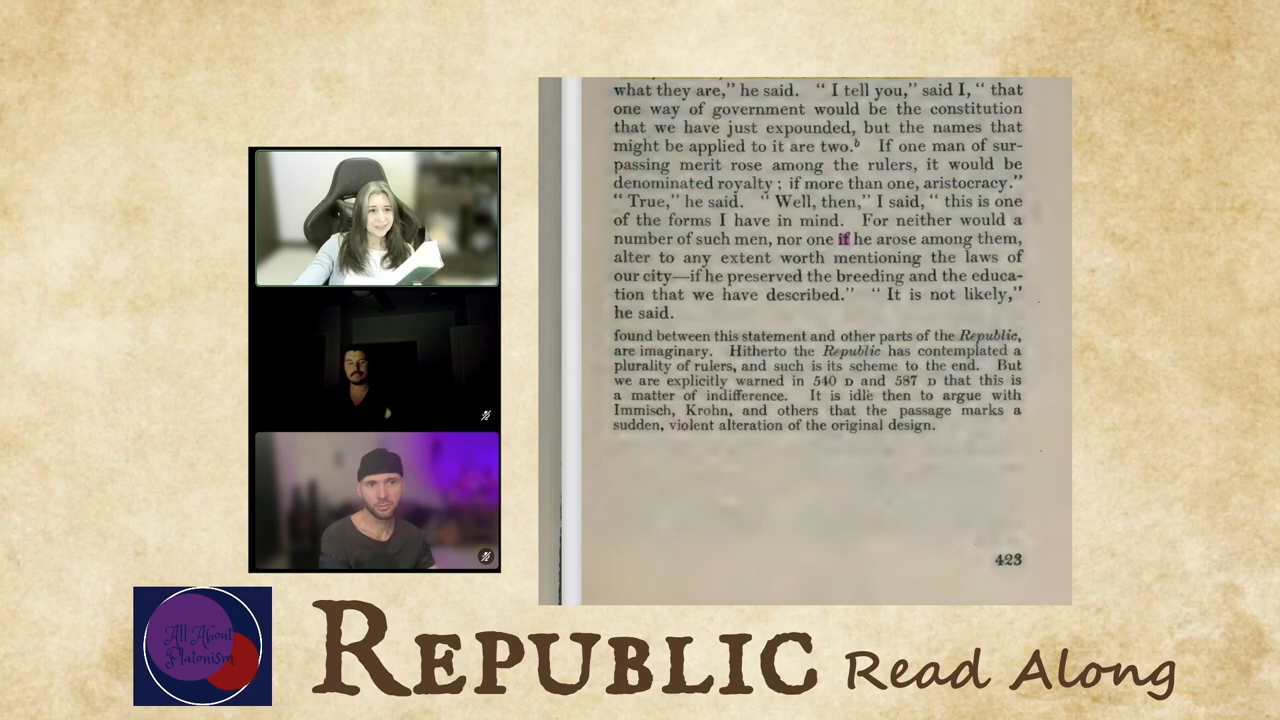 what they are,” he said. “ I tell you,” said I, “ that
one way of government would be the constitution
that we have just expounded, but the names that
might be applied to it are two.ᵇ If one man of sur-
passing merit rose among the rulers, it would be
denominated royalty ; if more than one, aristocracy.”
“ True,” he said. “ Well, then,” I said, “ this is one
of the forms I have in mind. For neither would a
number of such men, nor one if he arose among them,
alter to any extent worth mentioning the laws of
our city—if he preserved the breeding and the educa-
tion that we have described.” “ It is not likely,”
he said.
found between this statement and other parts of the Republic,
are imaginary. Hitherto the Republic has contemplated a
plurality of rulers, and such is its scheme to the end. But
we are explicitly warned in 540 D and 587 D that this is
a matter of indifference. It is idle then to argue with
Immisch, Krohn, and others that the passage marks a
sudden, violent alteration of the original design.
423
All About
Platonism
REPUBLIC Read Along